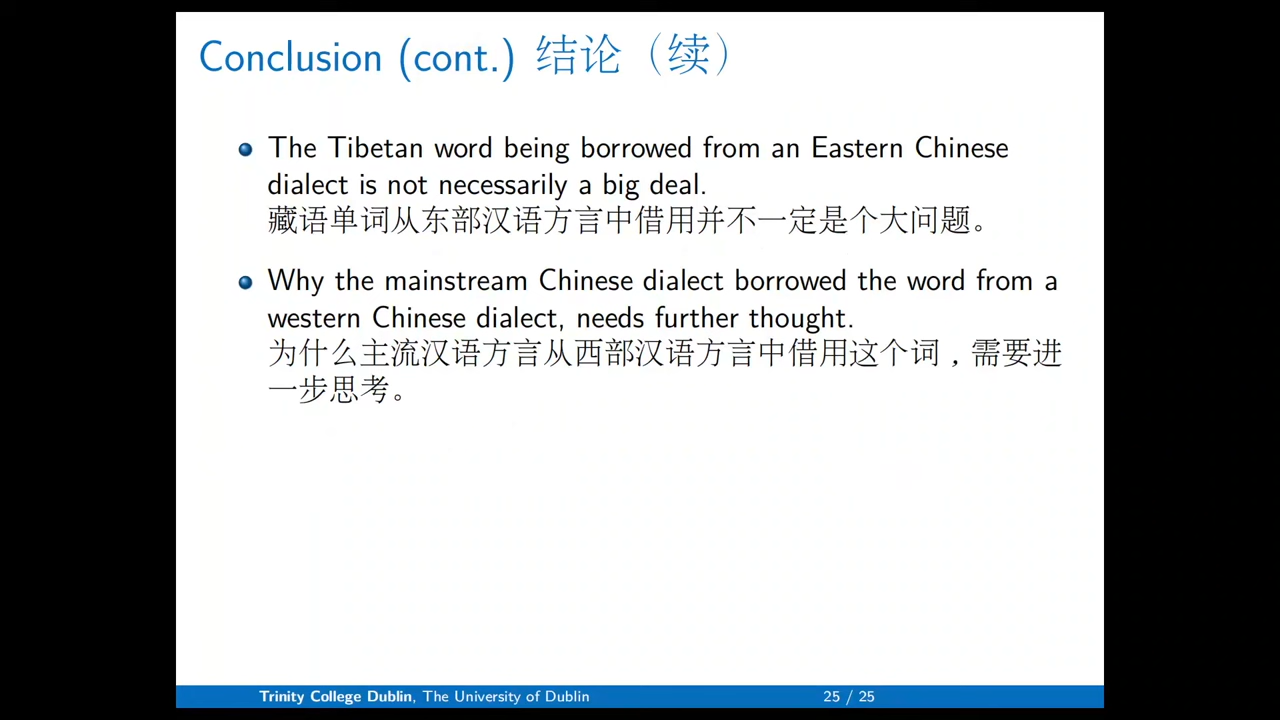 Conclusion (cont.) 结论（续）
The Tibetan word being borrowed from an Eastern Chinese
dialect is not necessarily a big deal.
藏语单词从东部汉语方言中借用并不一定是个大问题。
Why the mainstream Chinese dialect borrowed the word from a
western Chinese dialect, needs further thought.
为什么主流汉语方言从西部汉语方言中借用这个词，需要进
一步思考。
Trinity College Dublin, The University of Dublin 25 / 25